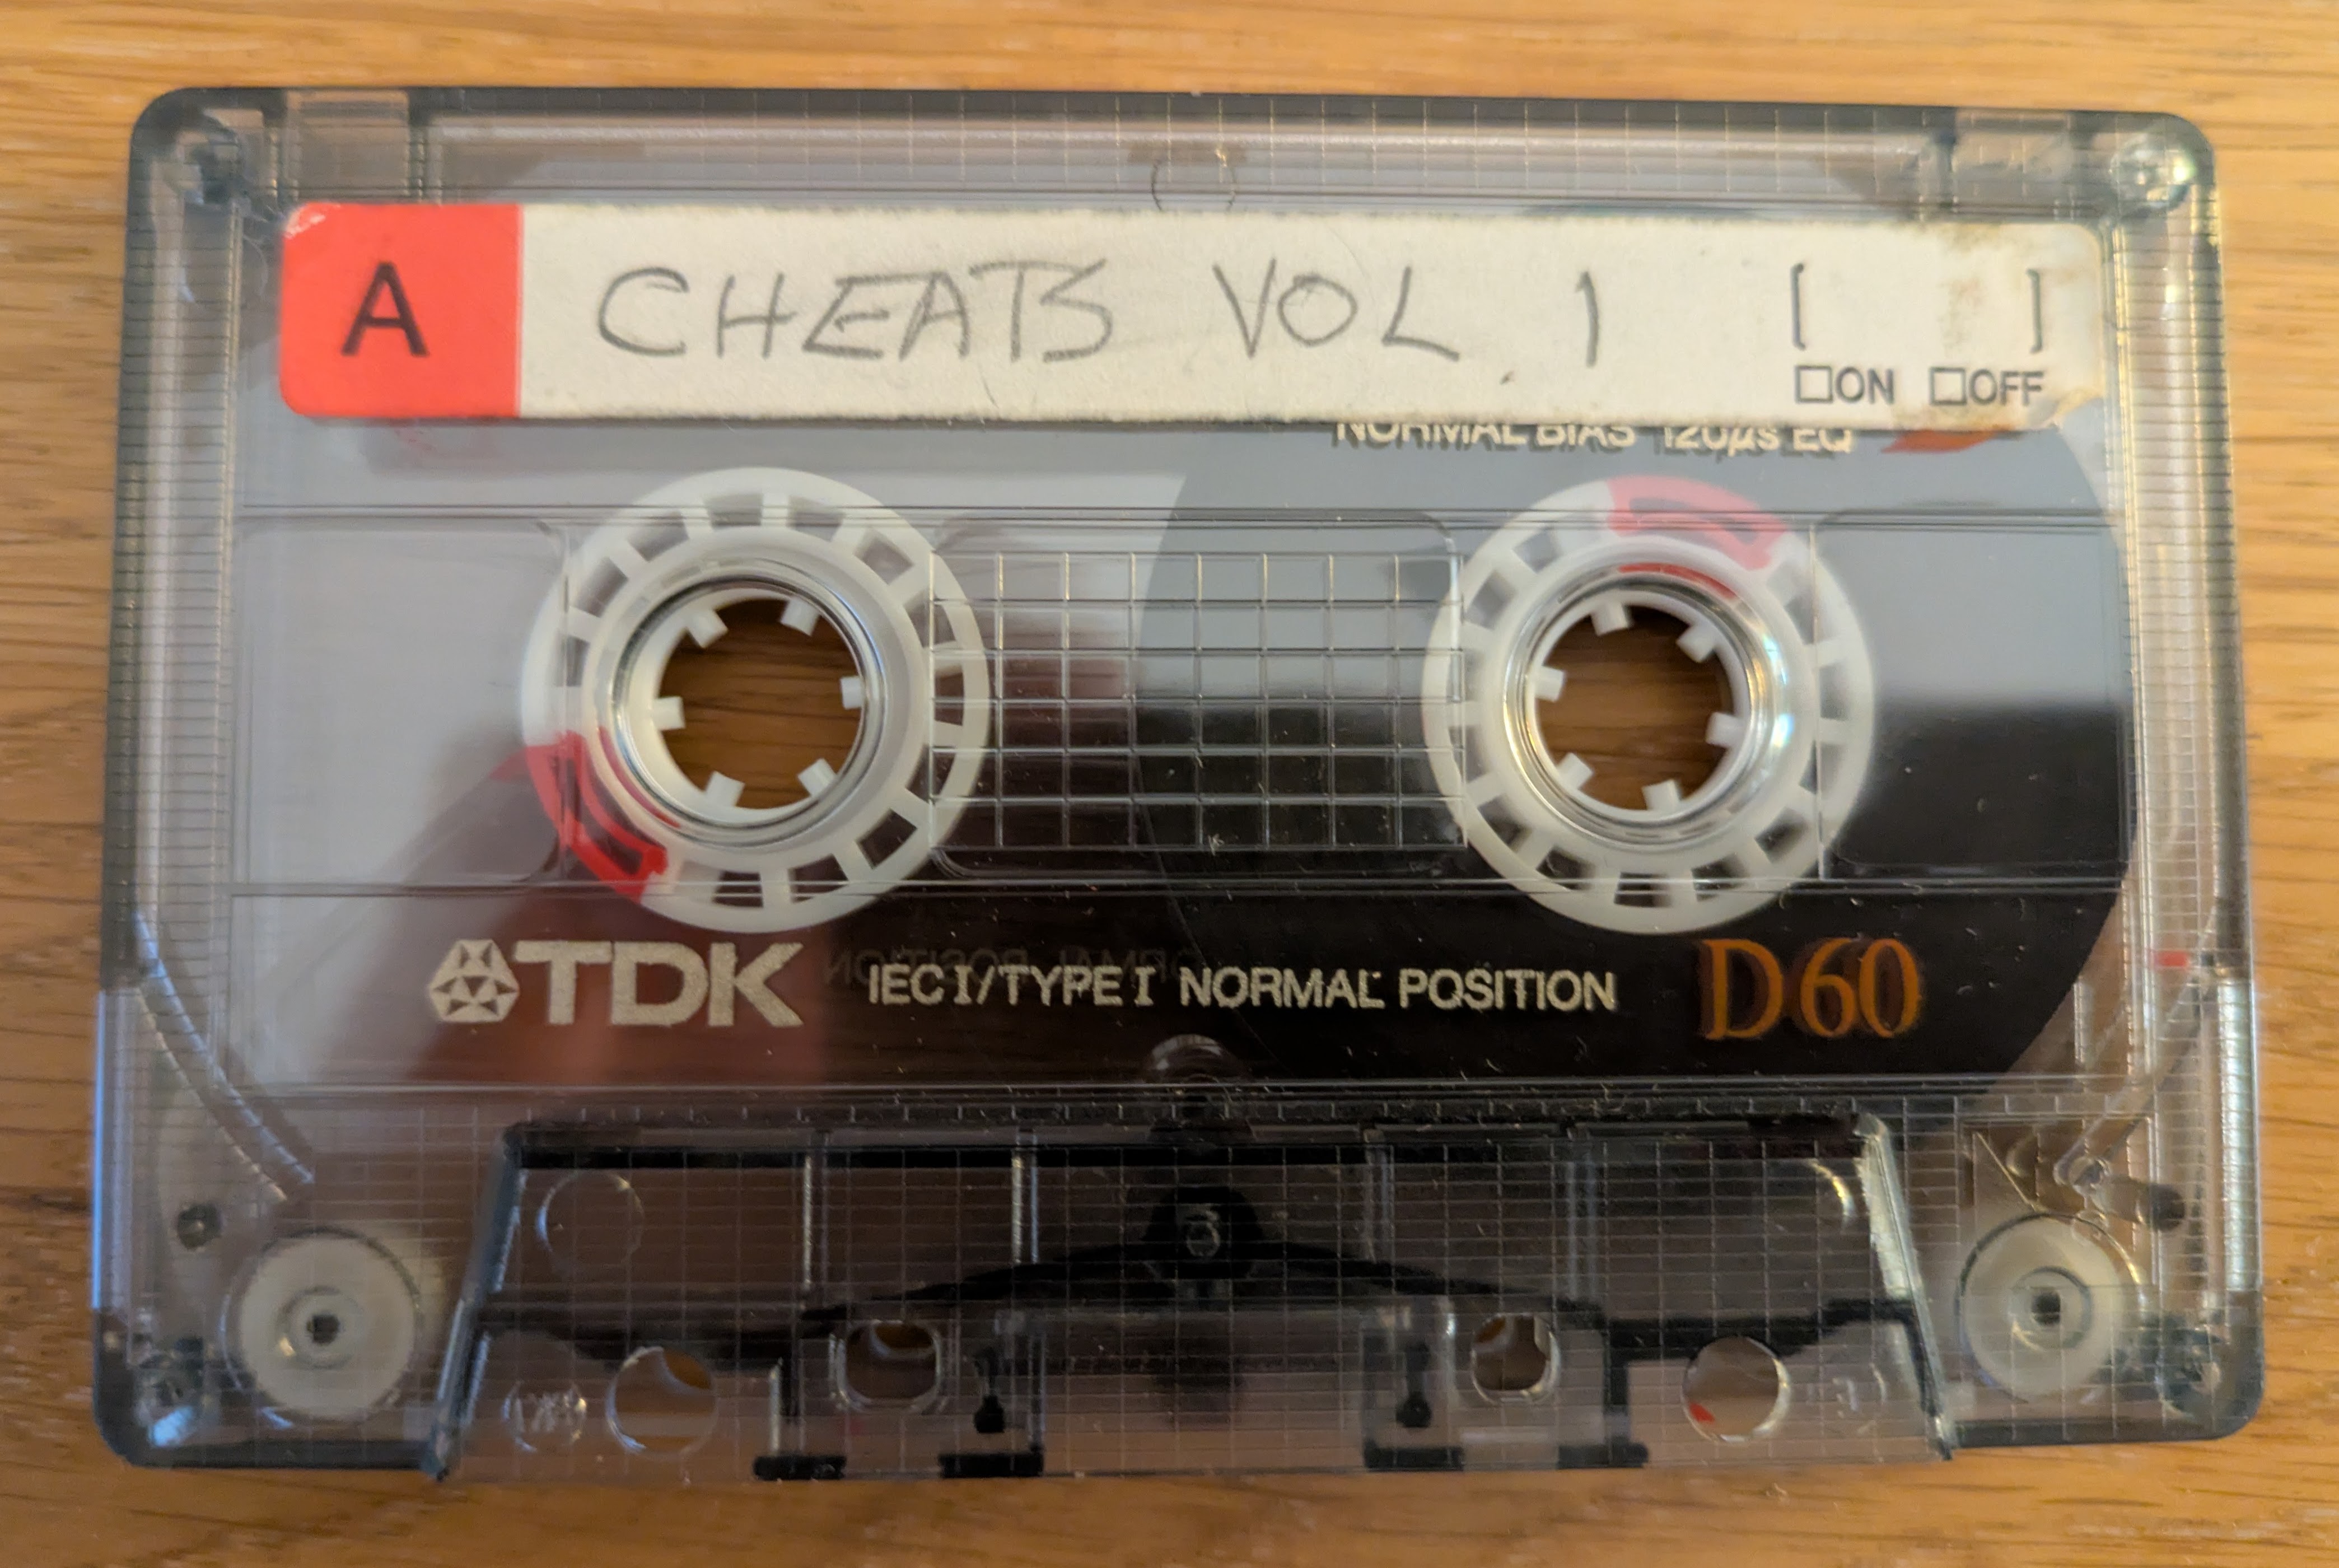 A CHEATS VOL 1 [ ]
□ON □OFF
NORMAL BIAS 120µs EQ
TDK IEC I/TYPE I NORMAL POSITION D60